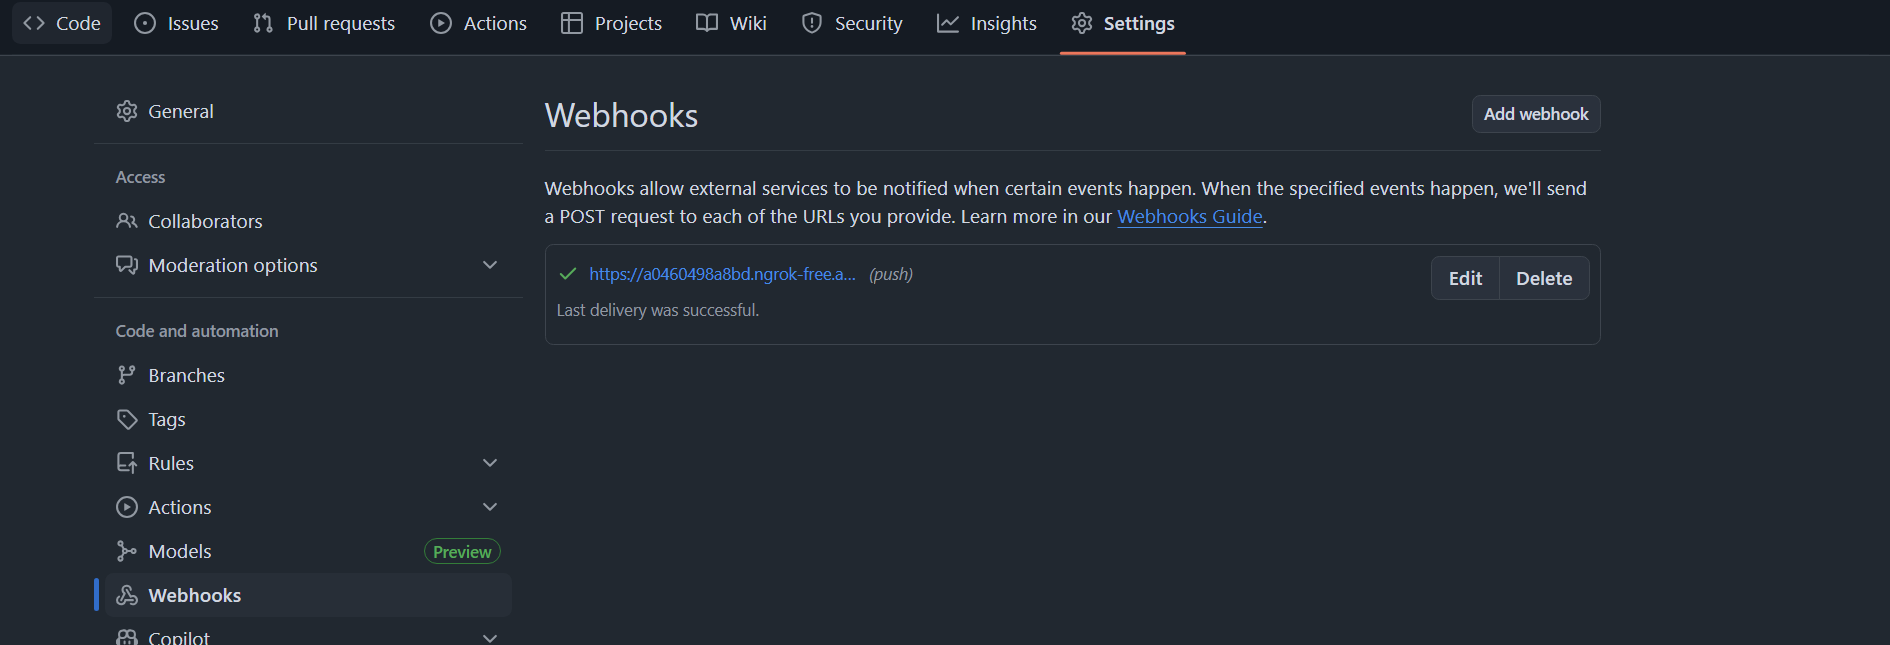 Code Issues Pull requests Actions Projects Wiki Security Insights Settings
General
Access
Collaborators
Moderation options
Code and automation
Branches
Tags
Rules
Actions
Models Preview
Webhooks
Copilot
Webhooks
Add webhook
Webhooks allow external services to be notified when certain events happen. When the specified events happen, we'll send
a POST request to each of the URLs you provide. Learn more in our Webhooks Guide.
https://a0460498a8bd.ngrok-free.a... (push)
Edit Delete
Last delivery was successful.